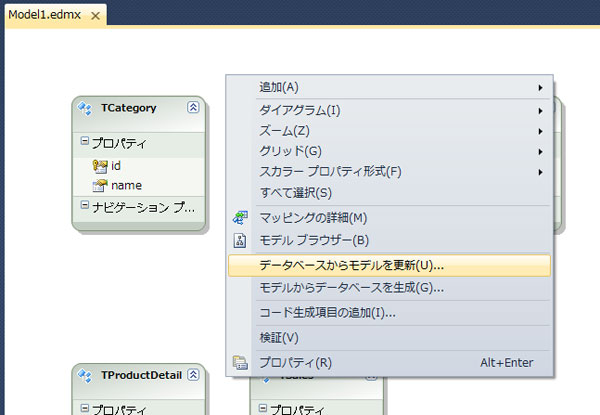 Model1.edmx
TCategory
プロパティ
id
name
ナビゲーション プ...
追加(A)
ダイアグラム(I)
ズーム(Z)
グリッド(G)
スカラー プロパティ形式(F)
すべて選択(S)
マッピングの詳細(M)
モデル ブラウザー(B)
データベースからモデルを更新(U)...
モデルからデータベースを生成(G)...
コード生成項目の追加(I)...
検証(V)
プロパティ(R) Alt+Enter
TProductDetail
プロパティ
プロパティ